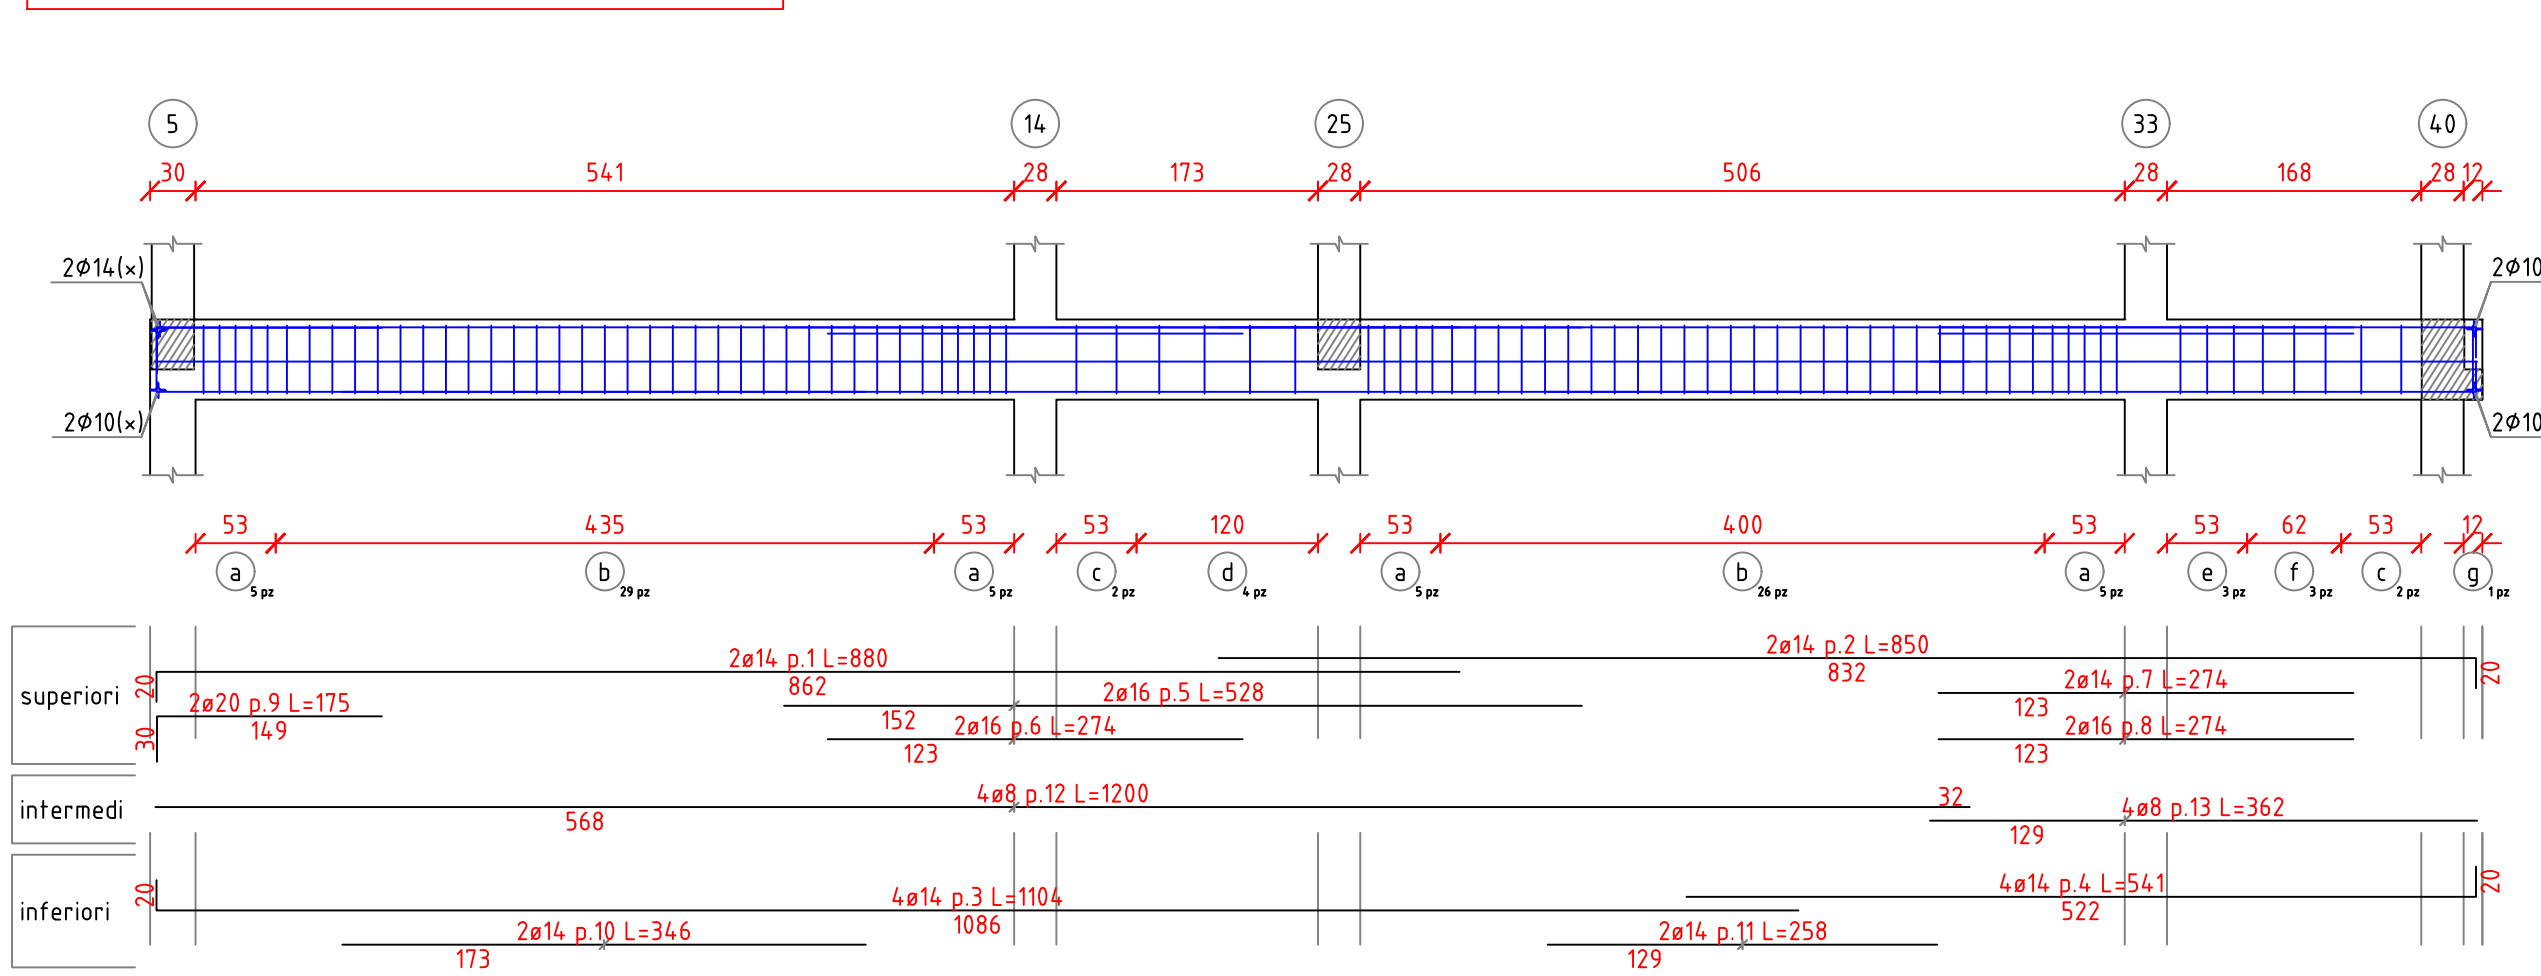 5 14 25 33 40
30 541 28 173 28 506 28 168 28 12
2Ø14(×) 2Ø10
2Ø10(×) 2Ø10
53 435 53 53 120 53 400 53 53 62 53 12
a 5 pz b 29 pz a 5 pz c 2 pz d 4 pz a 5 pz b 26 pz a 5 pz e 3 pz f 3 pz c 2 pz g 1 pz
superiori
2ø14 p.2 L=850
832
20
2ø14 p.1 L=880
862
20
2ø14 p.7 L=274
123
2ø20 p.9 L=175
149
30
2ø16 p.5 L=528
152
2ø16 p.6 L=274
123
2ø16 p.8 L=274
123
intermedi
4ø8 p.12 L=1200
568
32
4ø8 p.13 L=362
129
inferiori
20
4ø14 p.3 L=1104
1086
4ø14 p.4 L=541
522
20
2ø14 p.10 L=346
173
2ø14 p.11 L=258
129